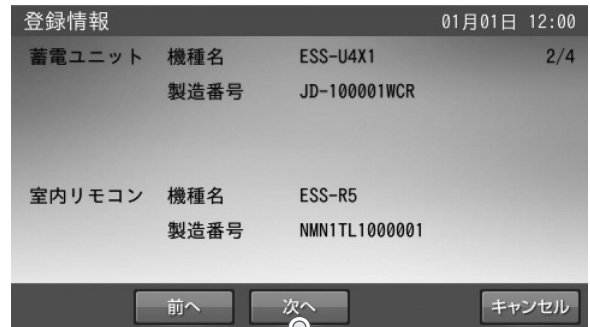 登録情報 01月01日 12:00
蓄電ユニット 機種名 ESS-U4X1 2/4
製造番号 JD-100001WCR
室内リモコン 機種名 ESS-R5
製造番号 NMN1TL1000001
前へ 次へ キャンセル